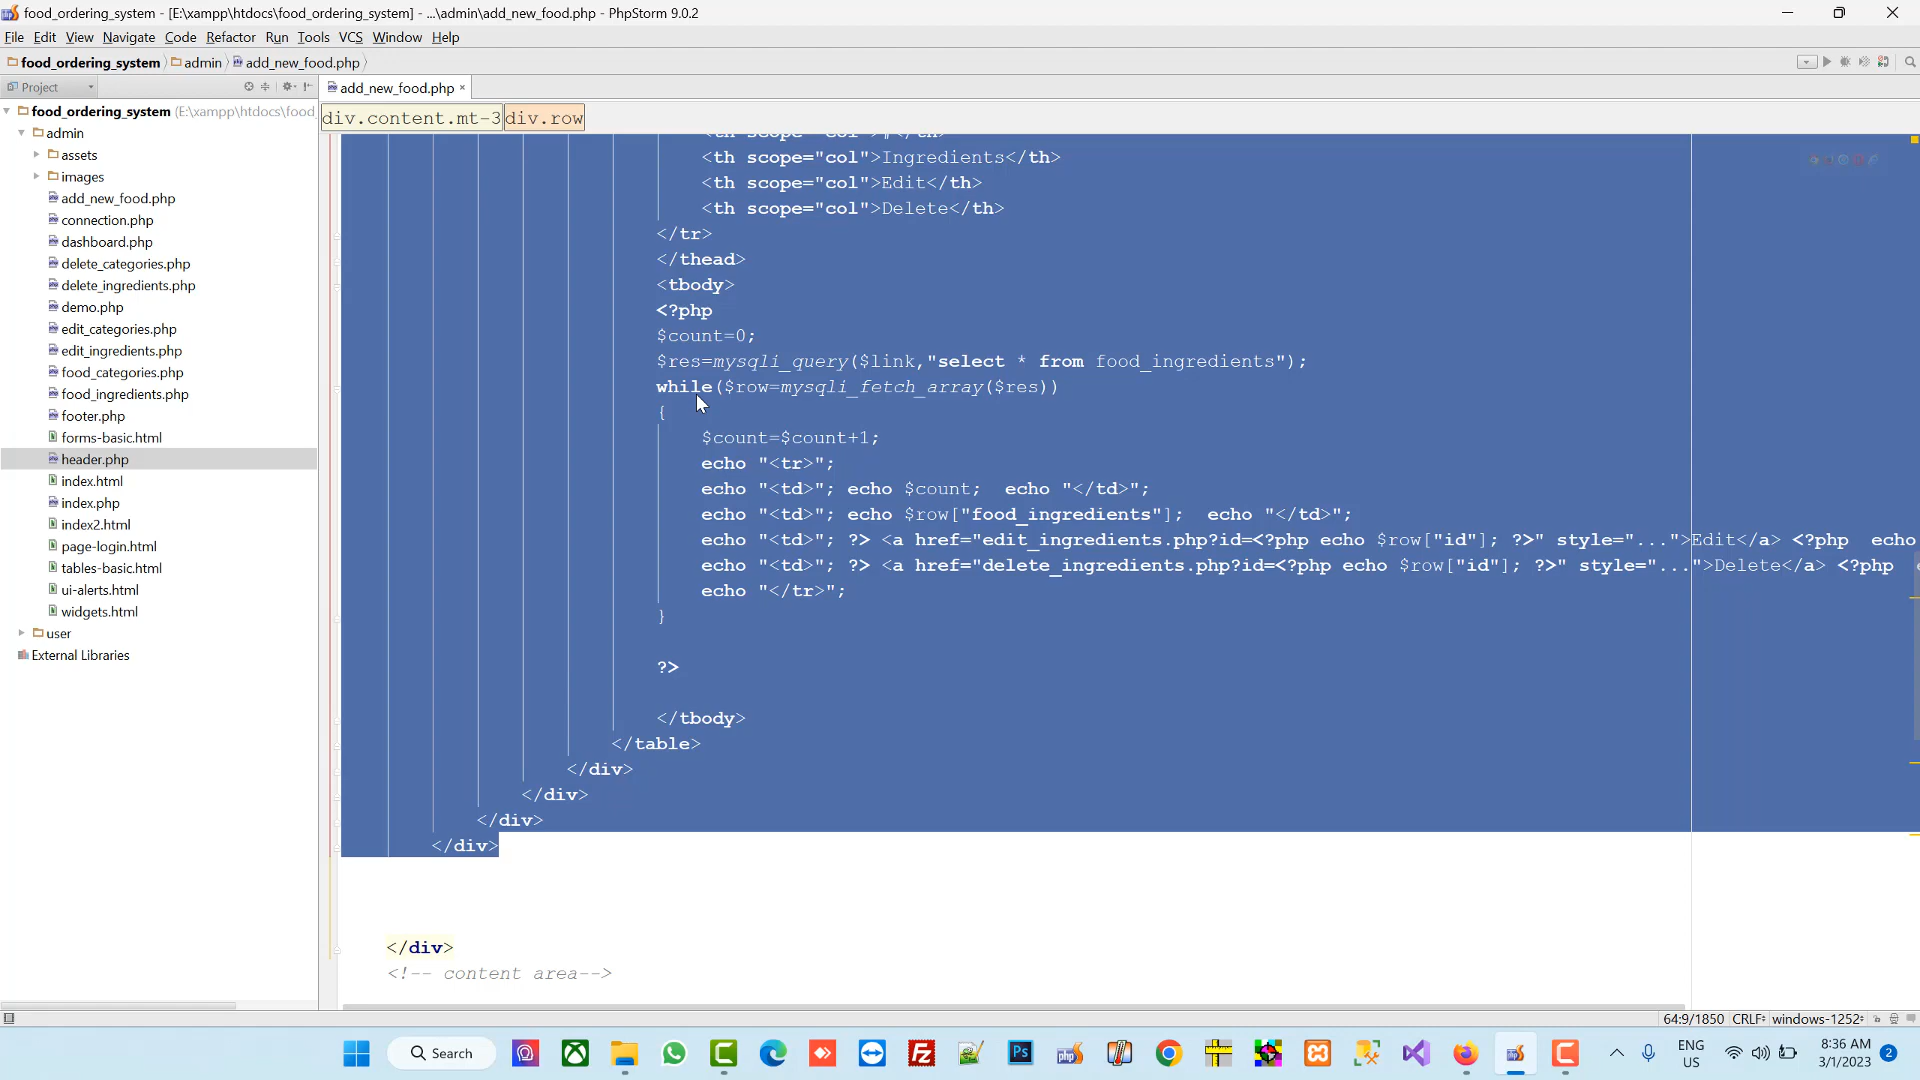 food_ordering_system - [E:\xampp\htdocs\food_ordering_system] - ...\admin\add_new_food.php - PhpStorm 9.0.2
File Edit View Navigate Code Refactor Run Tools VCS Window Help
food_ordering_system admin add_new_food.php
Project
add_new_food.php
food_ordering_system (E:\xampp\htdocs\food_
admin
assets
images
add_new_food.php
connection.php
dashboard.php
delete_categories.php
delete_ingredients.php
demo.php
edit_categories.php
edit_ingredients.php
food_categories.php
food_ingredients.php
footer.php
forms-basic.html
header.php
index.html
index.php
index2.html
page-login.html
tables-basic.html
ui-alerts.html
widgets.html
user
External Libraries
div.content.mt-3 div.row
<th scope="col">#</th>
<th scope="col">Ingredients</th>
<th scope="col">Edit</th>
<th scope="col">Delete</th>
</tr>
</thead>
<tbody>
<?php
$count=0;
$res=mysqli_query($link,"select * from food_ingredients");
while($row=mysqli_fetch_array($res))
{
$count=$count+1;
echo "<tr>";
echo "<td>"; echo $count;  echo "</td>";
echo "<td>"; echo $row["food_ingredients"];  echo "</td>";
echo "<td>"; ?> <a href="edit_ingredients.php?id=<?php echo $row["id"]; ?>" style="...">Edit</a> <?php  echo
echo "<td>"; ?> <a href="delete_ingredients.php?id=<?php echo $row["id"]; ?>" style="...">Delete</a> <?php
echo "</tr>";
}
?>
</tbody>
</table>
</div>
</div>
</div>
</div>
</div>
<!-- content area-->
64:9/1850 CRLF windows-1252
Search
ENG
US
8:36 AM
3/1/2023
2